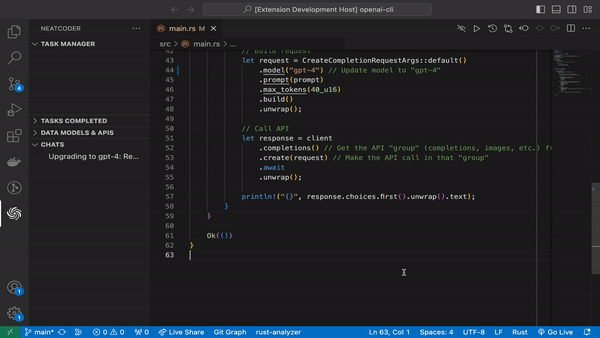 [Extension Development Host] openai-cli
NEATCODER ...
main.rs M
TASK MANAGER
TASKS COMPLETED
DATA MODELS & APIS
CHATS
Upgrading to gpt-4: Re...
src > main.rs > ...
42 // Build request
43 let request = CreateCompletionRequestArgs::default()
44 .model("gpt-4") // Update model to "gpt-4"
45 .prompt(prompt)
46 .max_tokens(40_u16)
47 .build()
48 .unwrap();
49
50 // Call API
51 let response = client
52 .completions() // Get the API "group" (completions, images, etc.) f
53 .create(request) // Make the API call in that "group"
54 .await
55 .unwrap();
56
57 println!("{}", response.choices.first().unwrap().text);
58 }
59 }
60
61 Ok(())
62 }
63
4
1
1
main* 0 0 0 Live Share Git Graph rust-analyzer Ln 63, Col 1 Spaces: 4 UTF-8 LF Rust Go Live